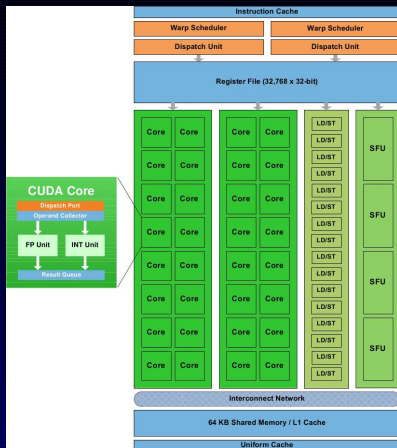 Instruction Cache
Warp Scheduler Warp Scheduler
Dispatch Unit Dispatch Unit
Register File (32,768 x 32-bit)
CUDA Core
Dispatch Port
Operand Collector
FP Unit INT Unit
Result Queue
Core Core Core Core LD/ST LD/ST SFU
Core Core Core Core LD/ST LD/ST
Core Core Core Core LD/ST LD/ST SFU
Core Core Core Core LD/ST LD/ST
Core Core Core Core LD/ST LD/ST SFU
Core Core Core Core LD/ST LD/ST
Core Core Core Core LD/ST LD/ST SFU
Core Core Core Core LD/ST LD/ST
Interconnect Network
64 KB Shared Memory / L1 Cache
Uniform Cache